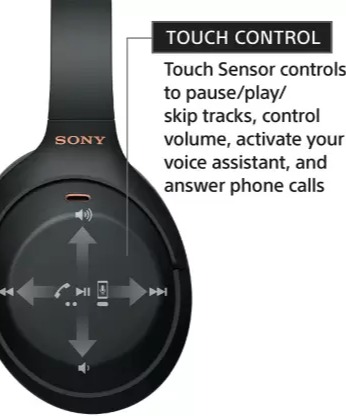 TOUCH CONTROL
Touch Sensor controls
to pause/play/
skip tracks, control
volume, activate your
voice assistant, and
answer phone calls
SONY